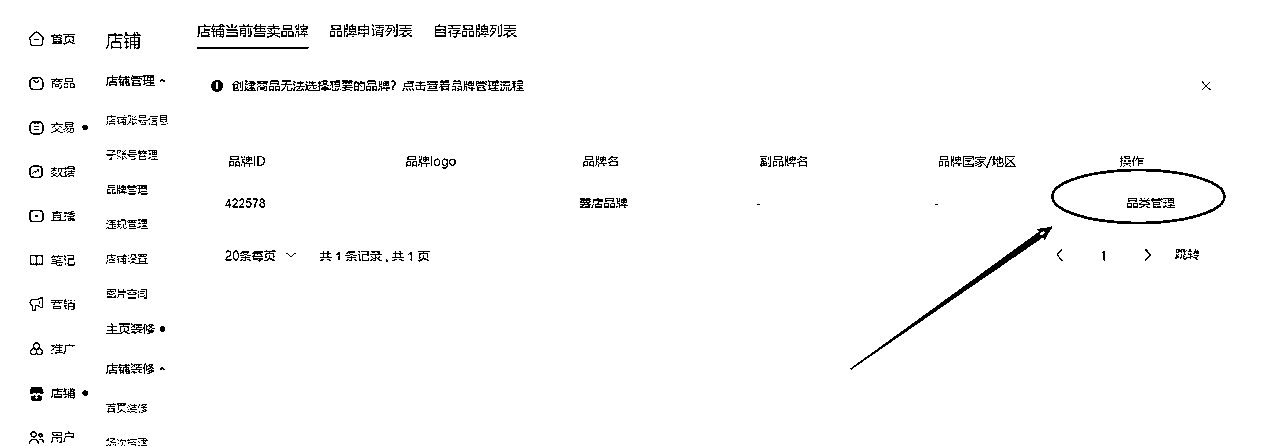 首页
商品
交易
数据
直播
笔记
营销
推广
店铺
用户
店铺
店铺管理
店铺账号信息
子账号管理
品牌管理
违规管理
店铺设置
图片空间
主页装修
店铺装修
首页装修
店铺当前售卖品牌 品牌申请列表 自存品牌列表
创建商品无法选择想要的品牌？点击查看品牌管理流程
品牌ID 品牌logo 品牌名 副品牌名 品牌国家/地区 操作
422578 店品牌 - - 品类管理
20条每页 共 1 条记录，共 1 页 1 跳转